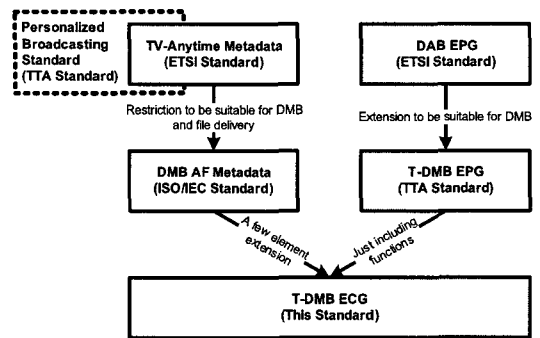 Personalized
Broadcasting
Standard
(TTA Standard)
TV-Anytime Metadata
(ETSI Standard)
DAB EPG
(ETSI Standard)
Restriction to be suitable for DMB
and file delivery
Extension to be suitable for DMB
DMB AF Metadata
(ISO/IEC Standard)
T-DMB EPG
(TTA Standard)
A few element
extension
Just including
functions
T-DMB ECG
(This Standard)